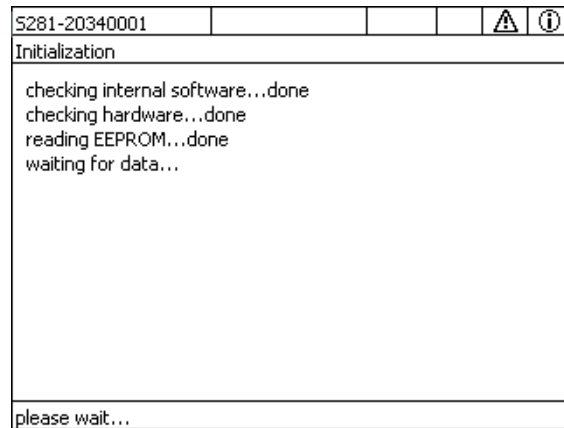 S281-20340001
Initialization
checking internal software...done
checking hardware...done
reading EEPROM...done
waiting for data...
please wait...